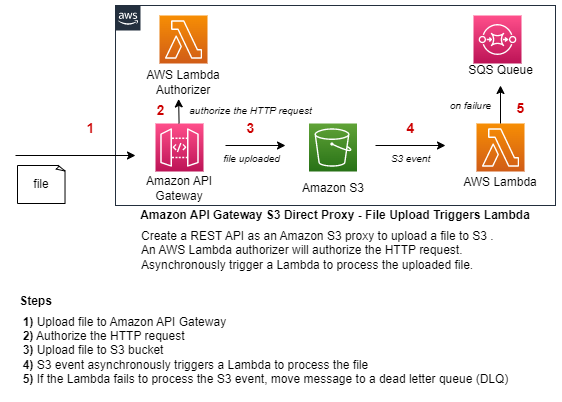 aws
AWS Lambda
Authorizer
SQS Queue
2
authorize the HTTP request
on failure
5
1
3
4
</>
file uploaded
S3 event
file
Amazon API
Gateway
Amazon S3
AWS Lambda
Amazon API Gateway S3 Direct Proxy - File Upload Triggers Lambda
Create a REST API as an Amazon S3 proxy to upload a file to S3 .
An AWS Lambda authorizer will authorize the HTTP request.
Asynchronously trigger a Lambda to process the uploaded file.
Steps
1) Upload file to Amazon API Gateway
2) Authorize the HTTP request
3) Upload file to S3 bucket
4) S3 event asynchronously triggers a Lambda to process the file
5) If the Lambda fails to process the S3 event, move message to a dead letter queue (DLQ)